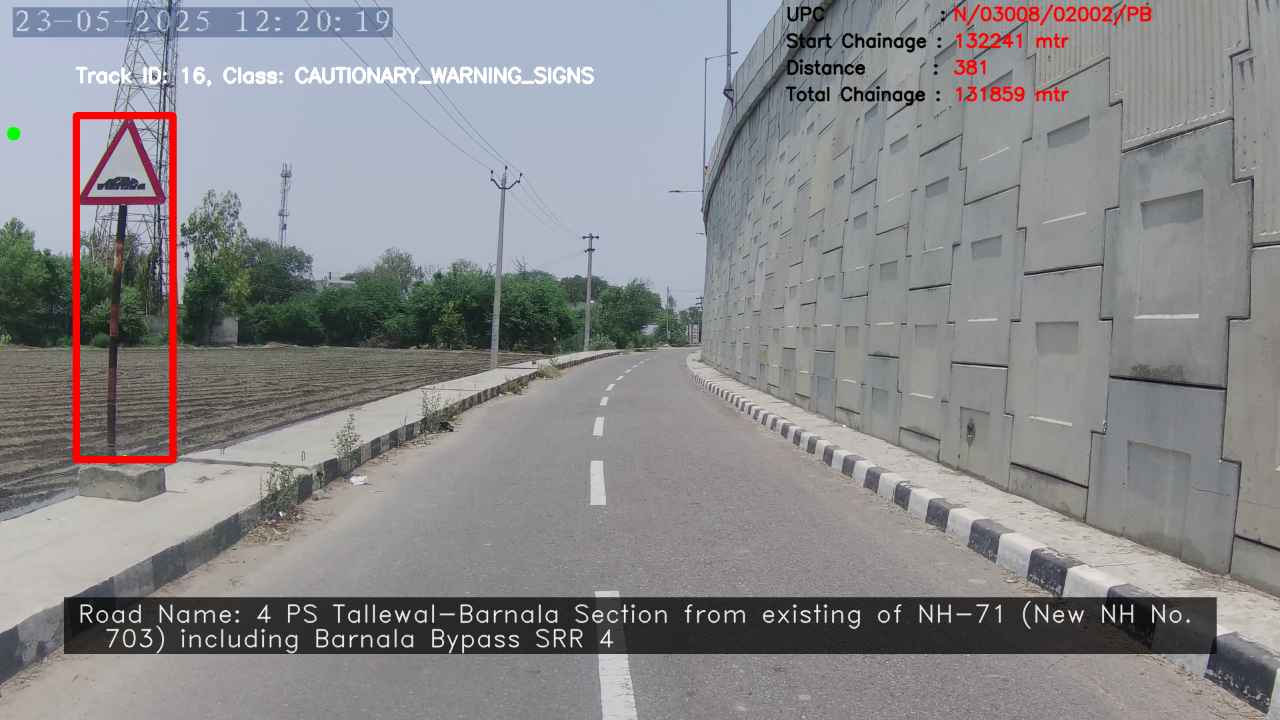 23-05-2025 12:20:19
UPC : N/03008/02002/PB
Start Chainage : 132241 mtr
Distance : 381
Total Chainage : 131859 mtr
Track ID: 16, Class: CAUTIONARY_WARNING_SIGNS
Road Name: 4 PS Tallewal-Barnala Section from existing of NH-71 (New NH No.
703) including Barnala Bypass SRR 4